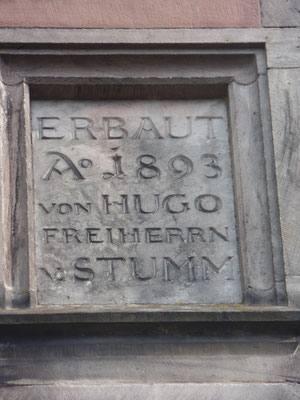 ERBAUT
Ao 1893
VON HUGO
FREIHERRN
v. STUMM